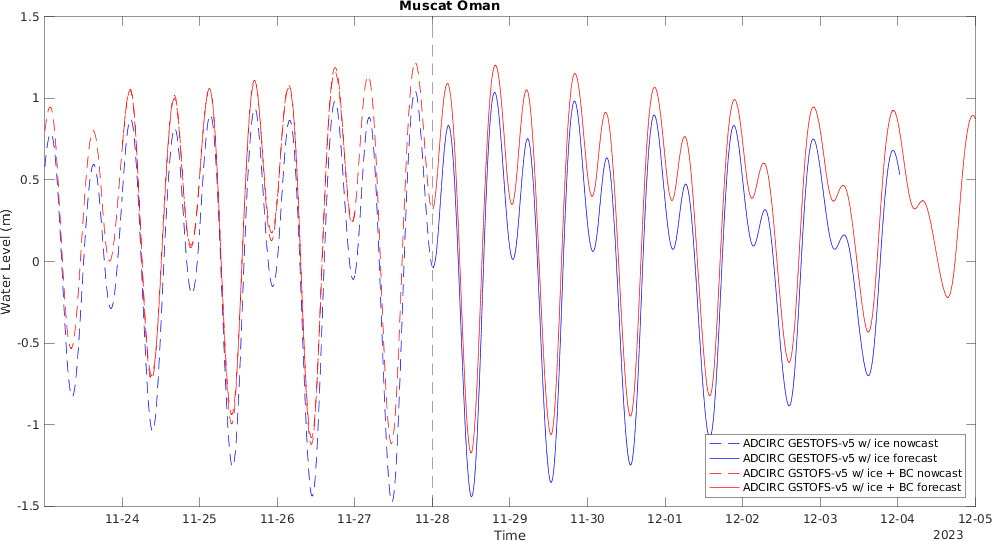 Muscat Oman
Water Level (m)
1.5
1
0.5
0
-0.5
-1
-1.5
11-24
11-25
11-26
11-27
11-28
11-29
11-30
12-01
12-02
12-03
12-04
12-05
Time
2023
ADCIRC GESTOFS-v5 w/ ice nowcast
ADCIRC GESTOFS-v5 w/ ice forecast
ADCIRC GSTOFS-v5 w/ ice + BC nowcast
ADCIRC GSTOFS-v5 w/ ice + BC forecast